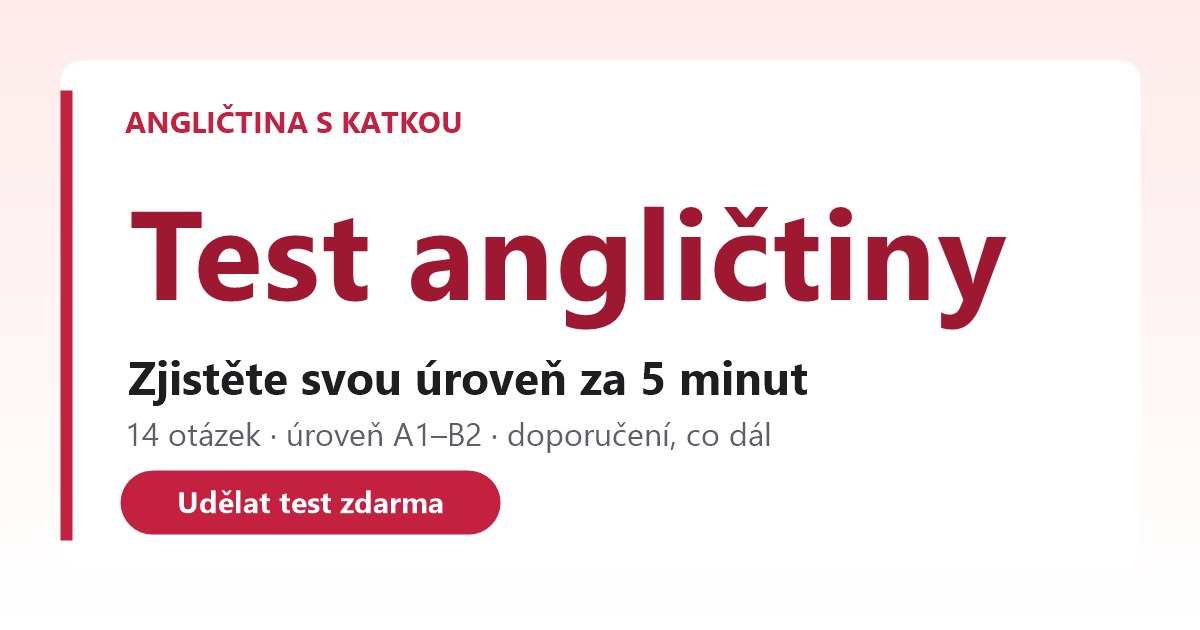 ANGLIČTINA S KATKOU
Test angličtiny
Zjistěte svou úroveň za 5 minut
14 otázek · úroveň A1–B2 · doporučení, co dál
Udělat test zdarma